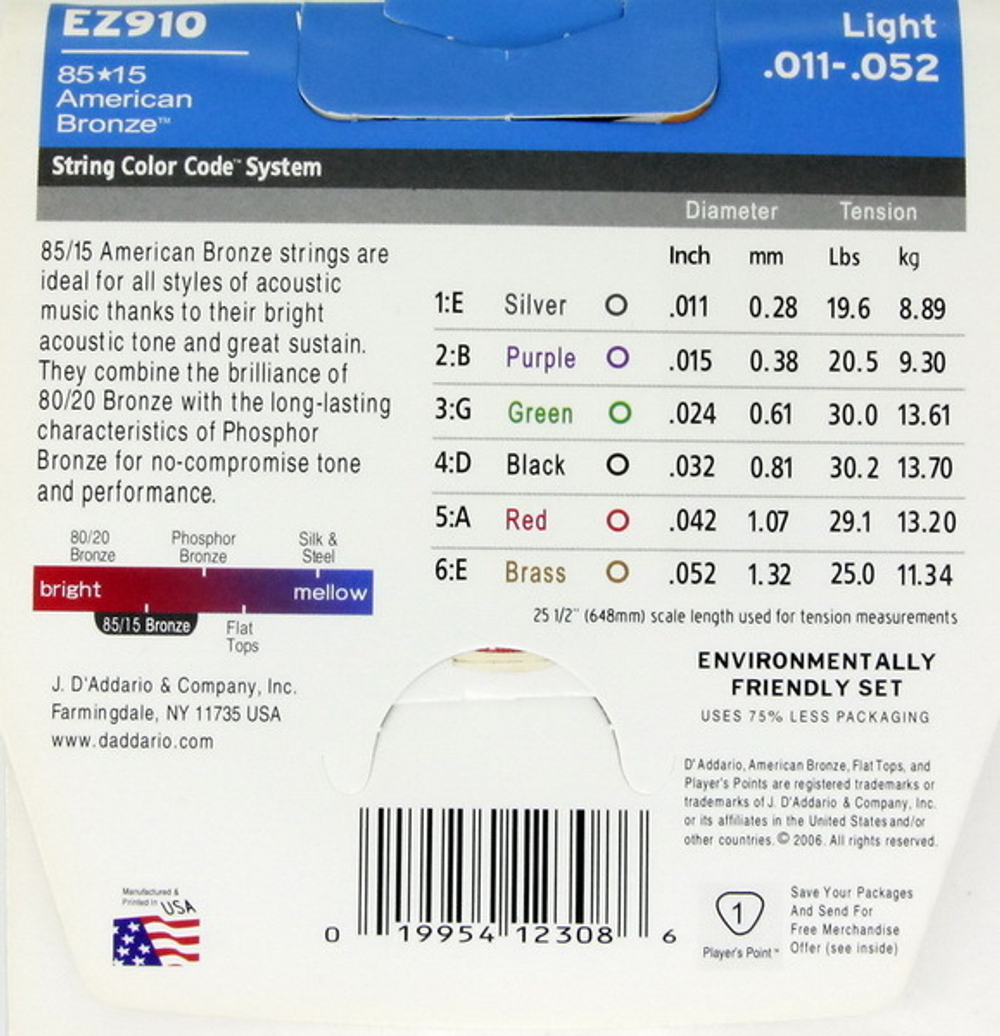 EZ910
85★15
American
Bronze™
Light
.011-.052
String Color Code™ System
Diameter Tension
85/15 American Bronze strings are
ideal for all styles of acoustic
music thanks to their bright
acoustic tone and great sustain.
They combine the brilliance of
80/20 Bronze with the long-lasting
characteristics of Phosphor
Bronze for no-compromise tone
and performance.
Inch mm Lbs kg
1:E Silver .011 0.28 19.6 8.89
2:B Purple .015 0.38 20.5 9.30
3:G Green .024 0.61 30.0 13.61
4:D Black .032 0.81 30.2 13.70
5:A Red .042 1.07 29.1 13.20
6:E Brass .052 1.32 25.0 11.34
25 1/2" (648mm) scale length used for tension measurements
80/20
Bronze
Phosphor
Bronze
Silk &
Steel
bright mellow
85/15 Bronze
Flat
Tops
J. D'Addario & Company, Inc.
Farmingdale, NY 11735 USA
www.daddario.com
ENVIRONMENTALLY
FRIENDLY SET
USES 75% LESS PACKAGING
D'Addario, American Bronze, Flat Tops, and
Player's Points are registered trademarks or
trademarks of J. D'Addario & Company, Inc.
or its affiliates in the United States and/or
other countries. © 2006. All rights reserved.
Manufactured &
Printed in USA
0 19954 12308 6
1
Player's Point™
Save Your Packages
And Send For
Free Merchandise
Offer (see inside)